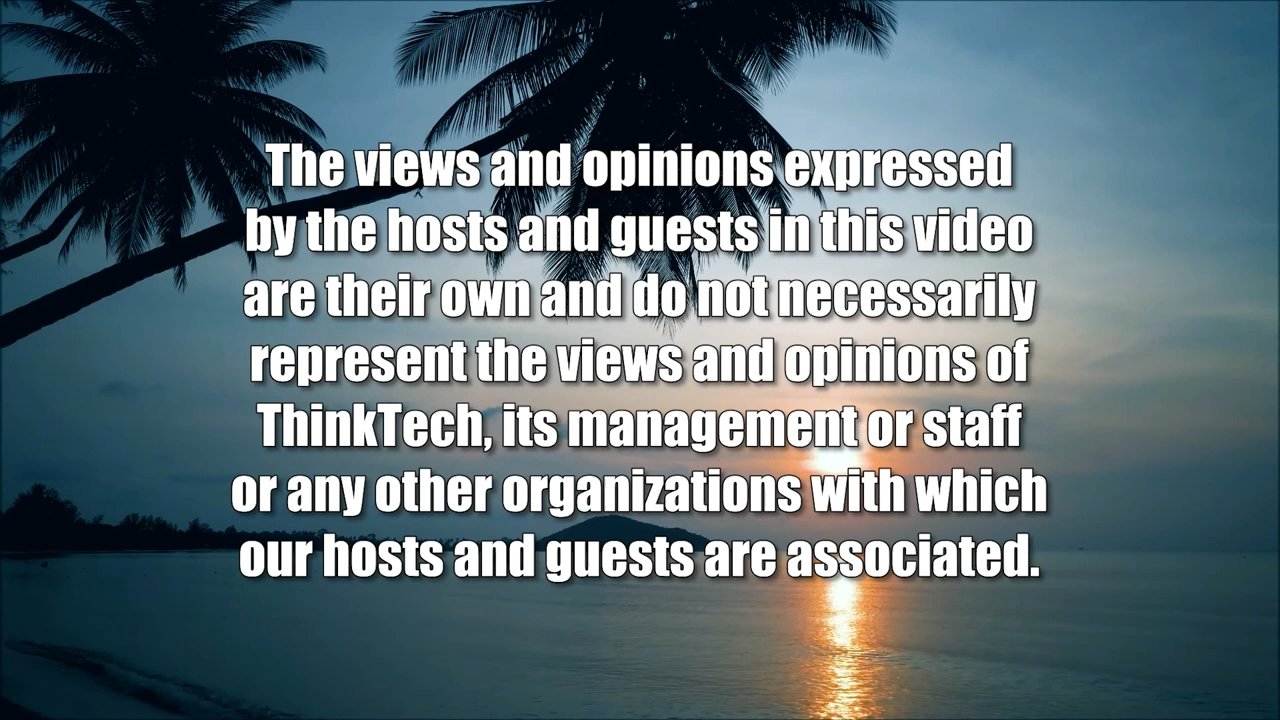 The views and opinions expressed
by the hosts and guests in this video
are their own and do not necessarily
represent the views and opinions of
ThinkTech, its management or staff
or any other organizations with which
our hosts and guests are associated.